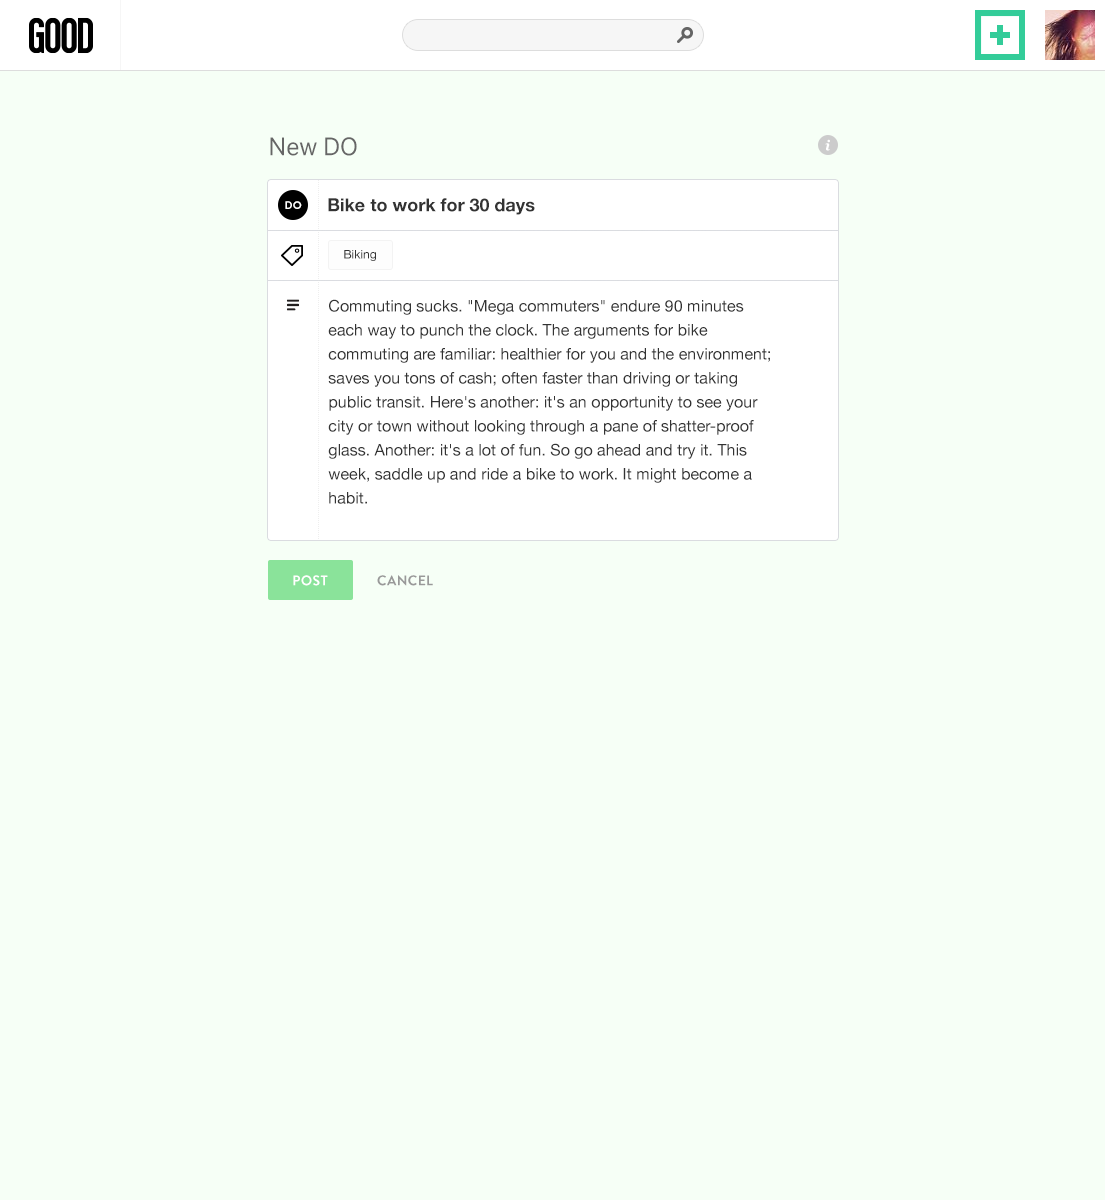 GOOD
New DO
i
DO
Bike to work for 30 days
Biking
Commuting sucks. "Mega commuters" endure 90 minutes
each way to punch the clock. The arguments for bike
commuting are familiar: healthier for you and the environment;
saves you tons of cash; often faster than driving or taking
public transit. Here's another: it's an opportunity to see your
city or town without looking through a pane of shatter-proof
glass. Another: it's a lot of fun. So go ahead and try it. This
week, saddle up and ride a bike to work. It might become a
habit.
POST
CANCEL